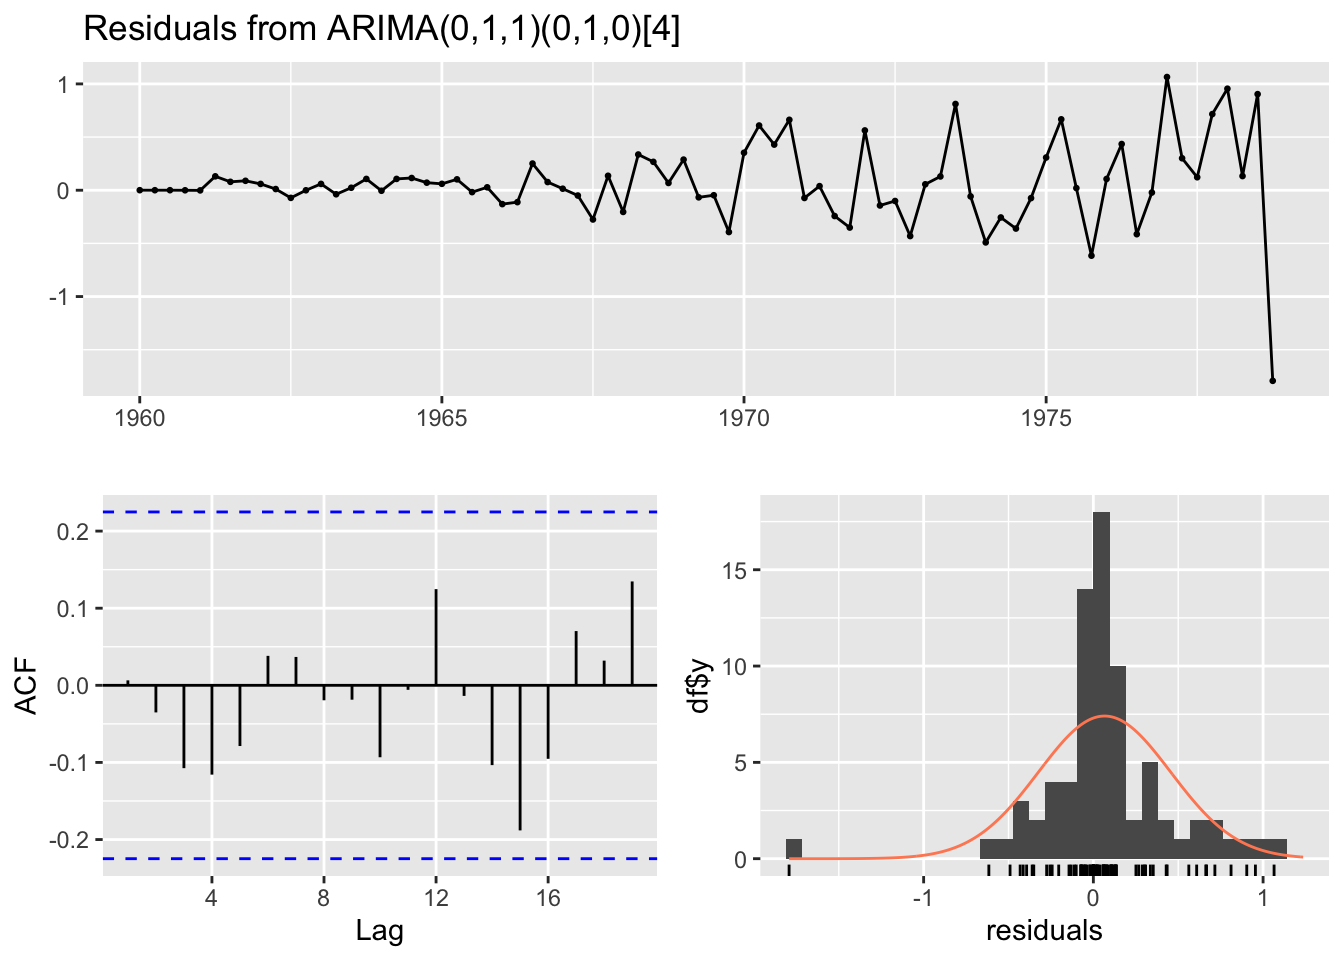 Residuals from ARIMA(0,1,1)(0,1,0)[4]
1
0
-1
1960 1965 1970 1975
0.2
0.1
0.0
-0.1
-0.2
ACF
4 8 12 16
Lag
15
10
5
0
df$y
-1 0 1
residuals